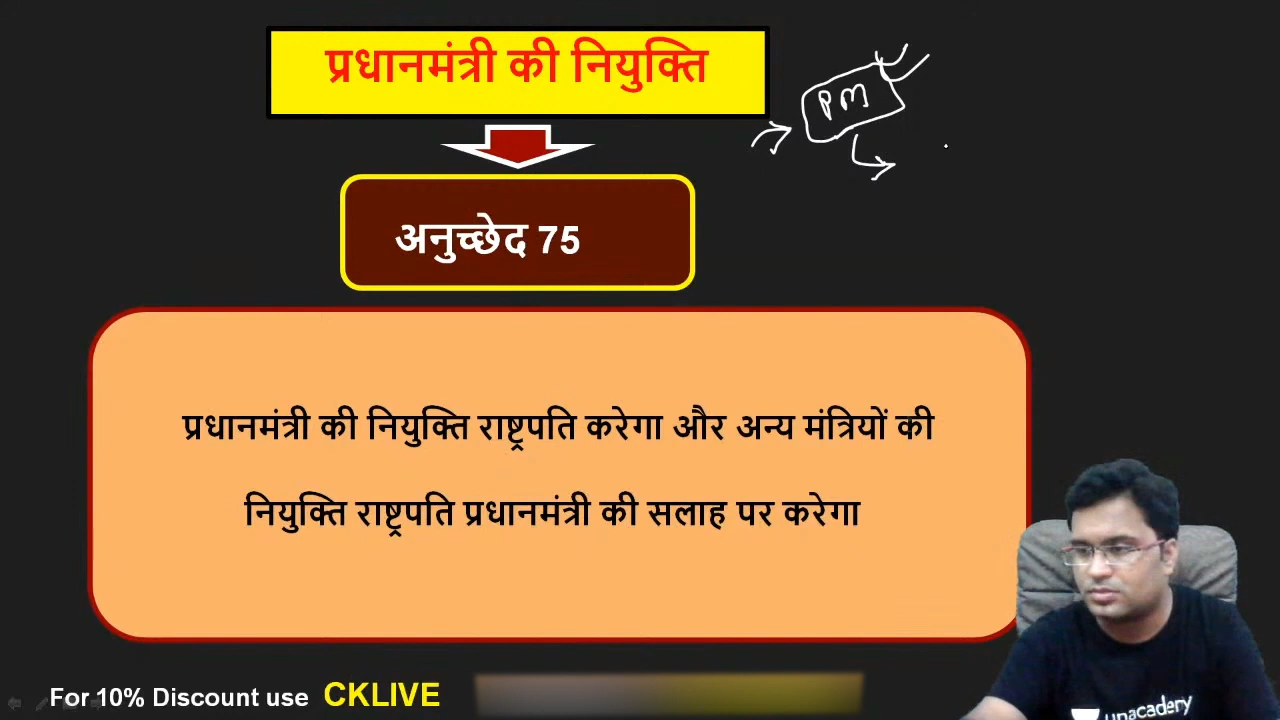 प्रधानमंत्री की नियुक्ति
PM
अनुच्छेद 75
प्रधानमंत्री की नियुक्ति राष्ट्रपति करेगा और अन्य मंत्रियों की
नियुक्ति राष्ट्रपति प्रधानमंत्री की सलाह पर करेगा
For 10% Discount use CKLIVE
unacademy